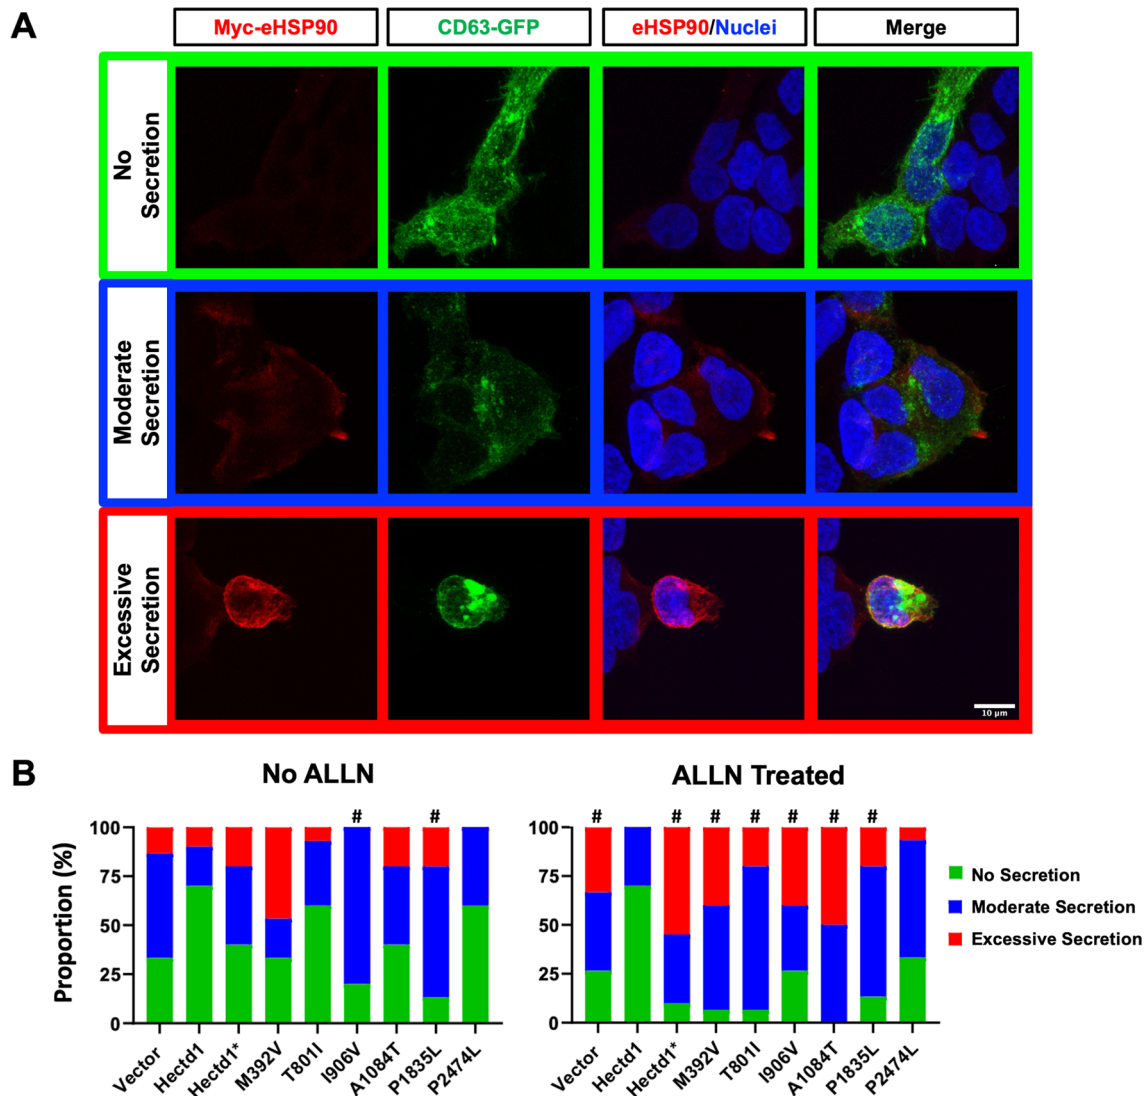 A
Myc-eHSP90 CD63-GFP eHSP90/Nuclei Merge
No
Secretion
Moderate
Secretion
Excessive
Secretion
10 μm
B
No ALLN
ALLN Treated
# #
# # # # # # #
Proportion (%)
100
75
50
25
0
Vector Hectd1 Hectd1* M392V T801I I906V A1084T P1835L P2474L
100
75
50
25
0
Vector Hectd1 Hectd1* M392V T801I I906V A1084T P1835L P2474L
No Secretion
Moderate Secretion
Excessive Secretion